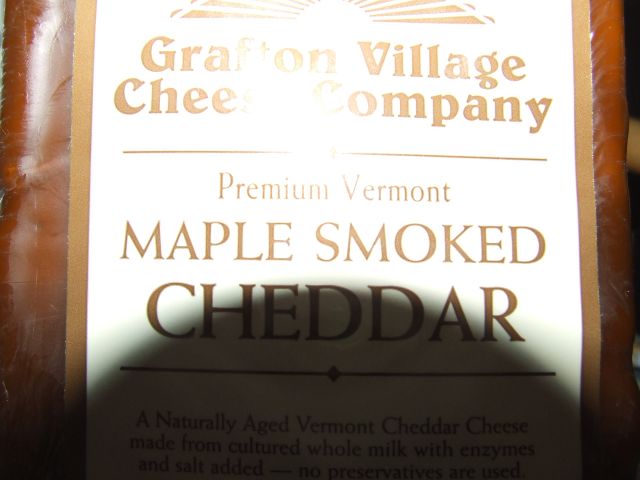 Grafton Village
Cheese Company
Premium Vermont
MAPLE SMOKED
CHEDDAR
A Naturally Aged Vermont Cheddar Cheese
made from cultured whole milk with enzymes
and salt added — no preservatives are used.